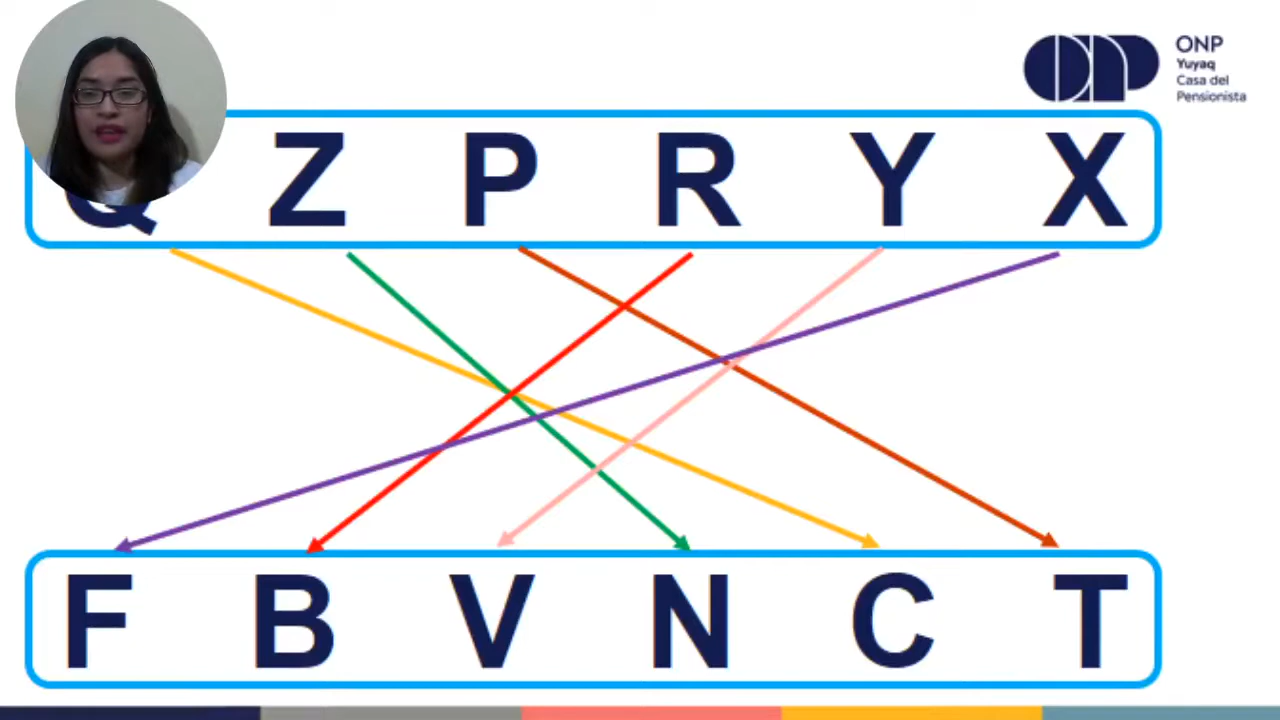 ONP
Yuyaq
Casa del
Pensionista
Q Z P R Y X
F B V N C T